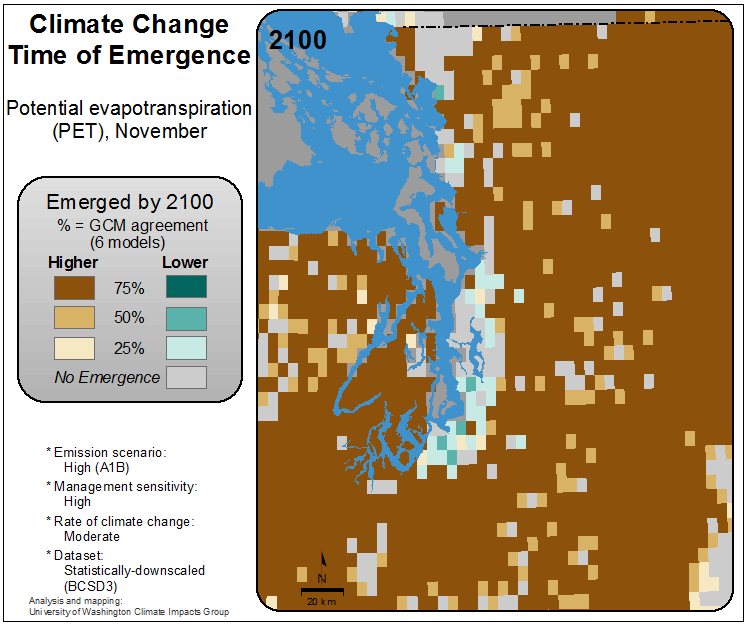 Climate Change
Time of Emergence
Potential evapotranspiration
(PET), November
Emerged by 2100
% = GCM agreement
(6 models)
Higher Lower
75%
50%
25%
No Emergence
* Emission scenario:
High (A1B)
* Management sensitivity:
High
* Rate of climate change:
Moderate
* Dataset:
Statistically-downscaled
(BCSD3)
Analysis and mapping:
University of Washington Climate Impacts Group
2100
N
20 km